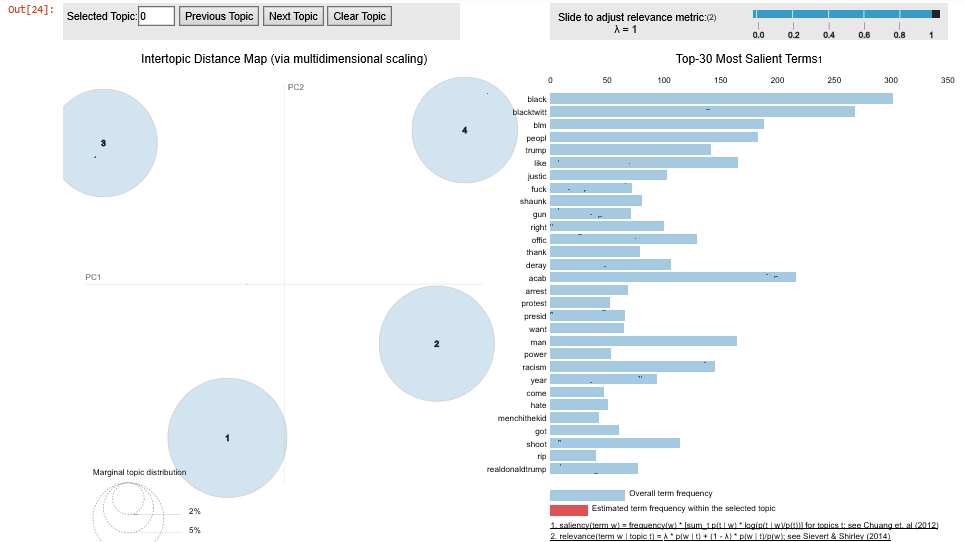 Out[24]:
Selected Topic: 0 Previous Topic Next Topic Clear Topic
Slide to adjust relevance metric:(2)
λ = 1
0.0 0.2 0.4 0.6 0.8 1
Intertopic Distance Map (via multidimensional scaling)
PC2
PC1
3
4
2
1
Marginal topic distribution
2%
5%
Top-30 Most Salient Terms1
0 50 100 150 200 250 300 350
black
blacktwitt
blm
peopl
trump
like
justic
fuck
shaunk
gun
right
offic
thank
deray
acab
arrest
protest
presid
want
man
power
racism
year
come
hate
menchithekid
got
shoot
rip
realdonaldtrump
Overall term frequency
Estimated term frequency within the selected topic
1. saliency(term w) = frequency(w) * [sum_t p(t | w) * log(p(t | w)/p(t))] for topics t; see Chuang et. al (2012)
2. relevance(term w | topic t) = λ * p(w | t) + (1 - λ) * p(w | t)/p(w); see Sievert & Shirley (2014)